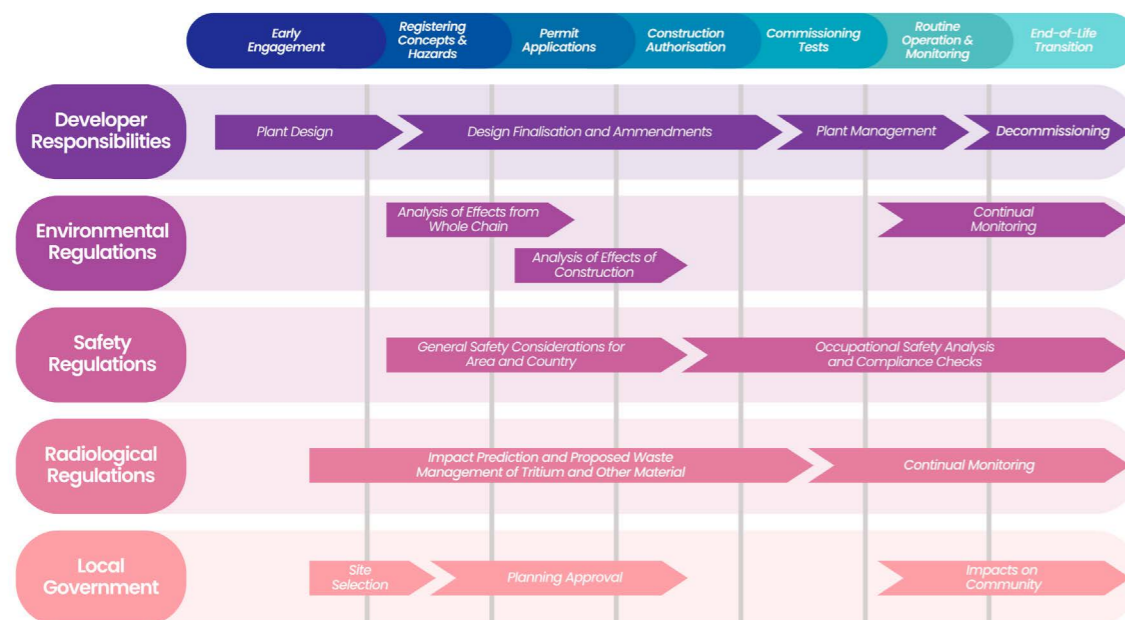 Early
Engagement
Registering
Concepts &
Hazards
Permit
Applications
Construction
Authorisation
Commissioning
Tests
Routine
Operation &
Monitoring
End-of-Life
Transition
Developer
Responsibilities
Plant Design
Design Finalisation and Ammendments
Plant Management
Decommissioning
Environmental
Regulations
Analysis of Effects from
Whole Chain
Analysis of Effects of
Construction
Continual
Monitoring
Safety
Regulations
General Safety Considerations for
Area and Country
Occupational Safety Analysis
and Compliance Checks
Radiological
Regulations
Impact Prediction and Proposed Waste
Management of Tritium and Other Material
Continual Monitoring
Local
Government
Site
Selection
Planning Approval
Impacts on
Community